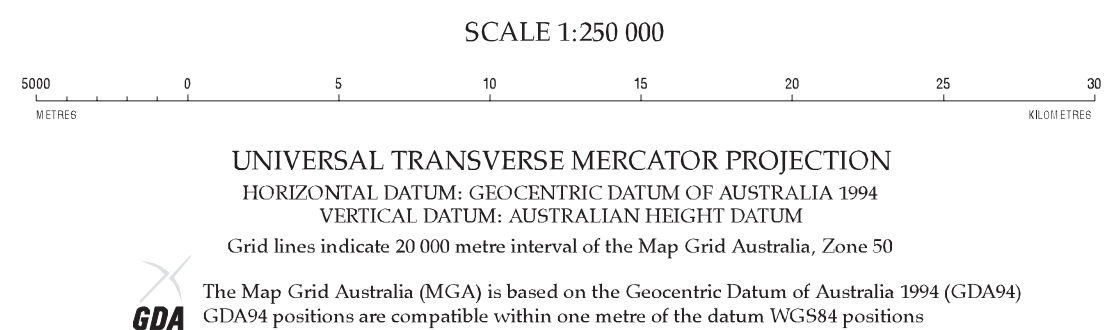 SCALE 1:250 000
5000 0 5 10 15 20 25 30
METRES KILOMETRES
UNIVERSAL TRANSVERSE MERCATOR PROJECTION
HORIZONTAL DATUM: GEOCENTRIC DATUM OF AUSTRALIA 1994
VERTICAL DATUM: AUSTRALIAN HEIGHT DATUM
Grid lines indicate 20 000 metre interval of the Map Grid Australia, Zone 50
The Map Grid Australia (MGA) is based on the Geocentric Datum of Australia 1994 (GDA94)
GDA GDA94 positions are compatible within one metre of the datum WGS84 positions